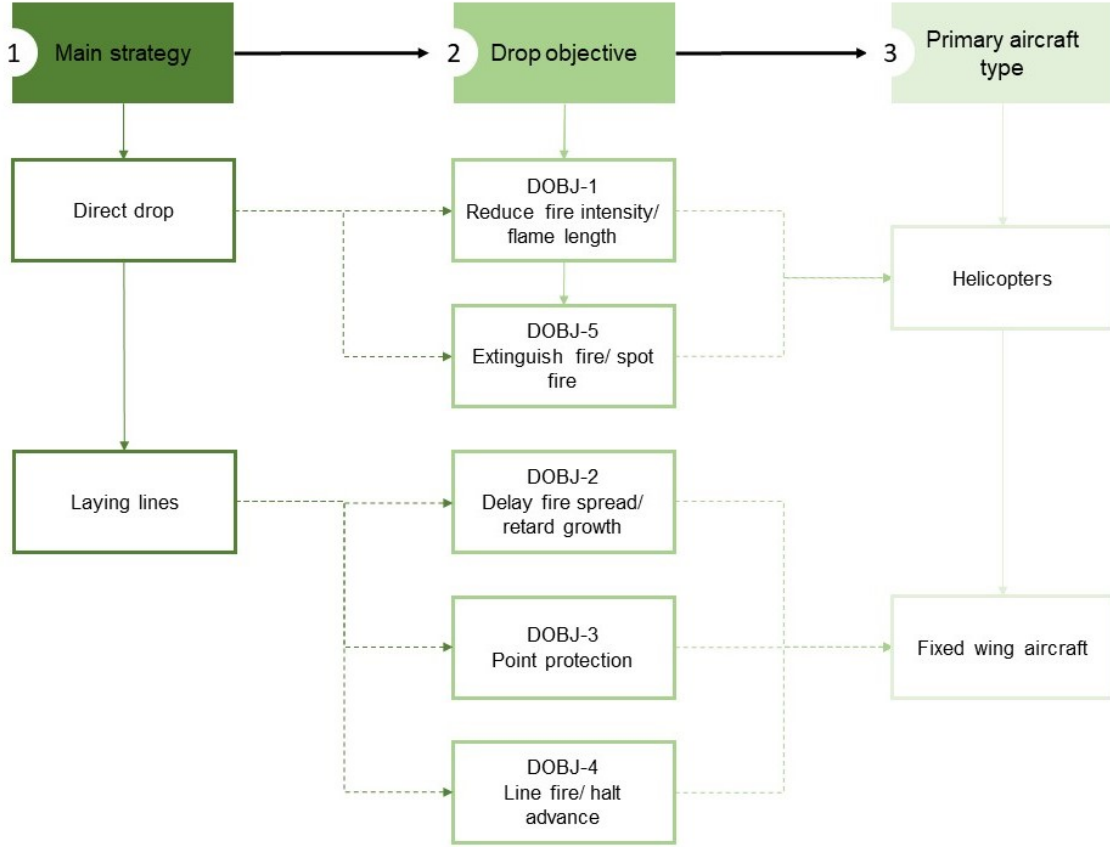 1
Main strategy
2
Drop objective
3
Primary aircraft
type
Direct drop
DOBJ-1
Reduce fire intensity/
flame length
Helicopters
DOBJ-5
Extinguish fire/ spot
fire
Laying lines
DOBJ-2
Delay fire spread/
retard growth
DOBJ-3
Point protection
Fixed wing aircraft
DOBJ-4
Line fire/ halt
advance